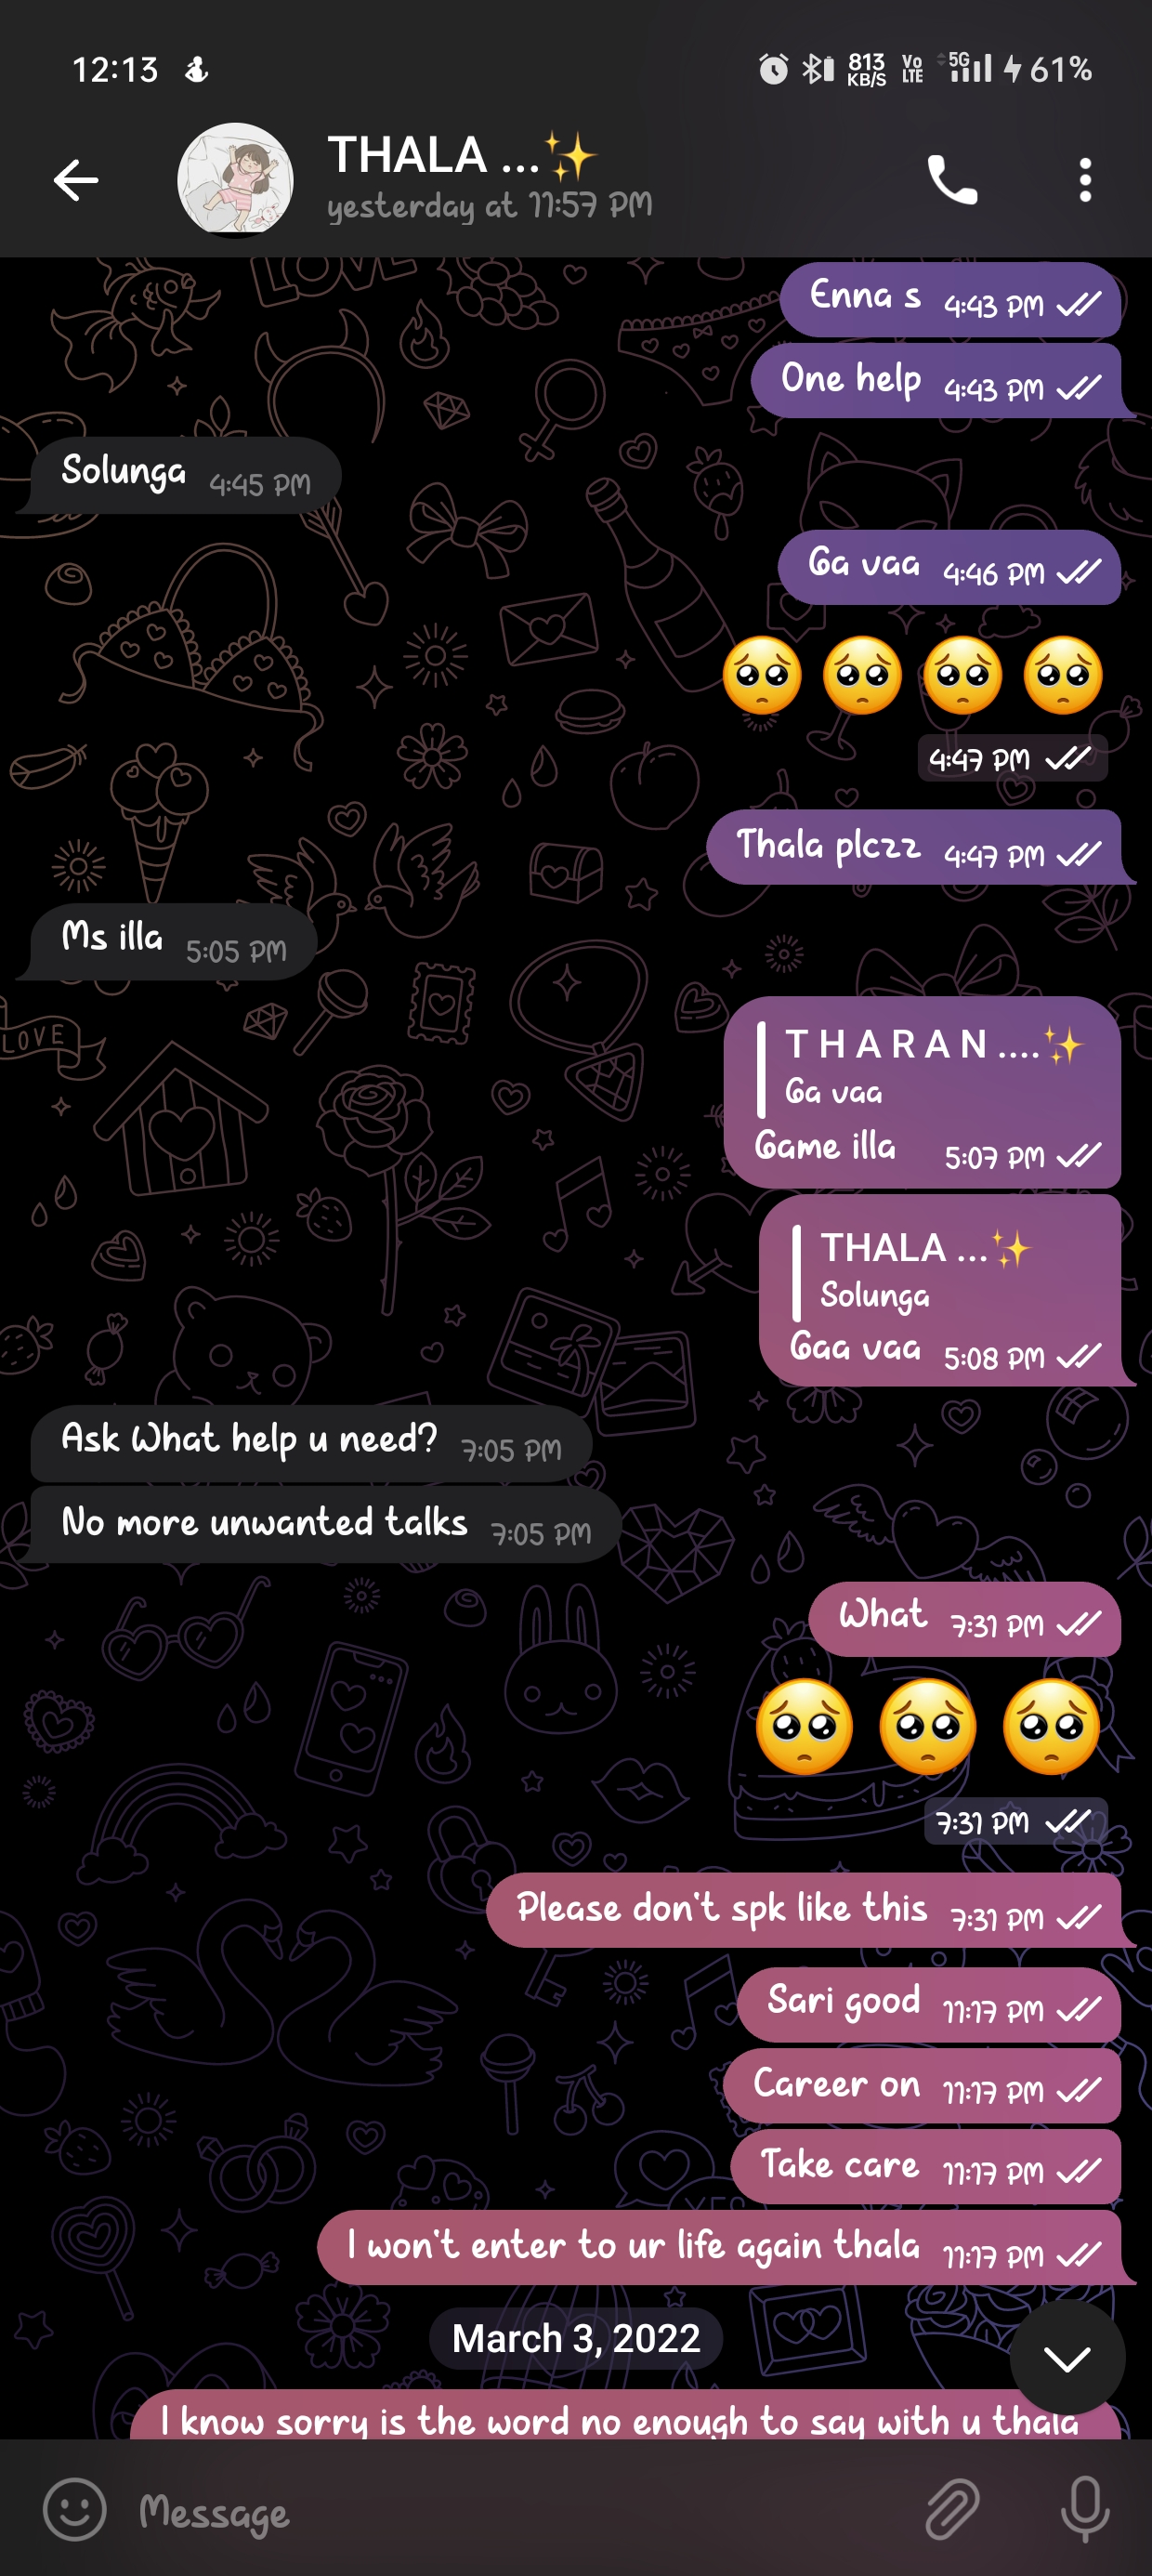 12:13
813 KB/S
Vo LTE
5G
61%
THALA ...✨
yesterday at 11:57 PM
LOVE
Enna s 4:43 PM
One help 4:43 PM
Solunga 4:45 PM
Ga vaa 4:46 PM
🥺🥺🥺🥺
4:47 PM
Thala plczz 4:47 PM
Ms illa 5:05 PM
LOVE
T H A R A N ....✨
Ga vaa
Game illa 5:07 PM
THALA ...✨
Solunga
Gaa vaa 5:08 PM
Ask What help u need? 7:05 PM
No more unwanted talks 7:05 PM
What 7:31 PM
🥺🥺🥺
7:31 PM
Please don't spk like this 7:31 PM
Sari good 11:17 PM
Career on 11:17 PM
Take care 11:17 PM
YES
I won't enter to ur life again thala 11:17 PM
March 3, 2022
I know sorry is the word no enough to say with u thala
Message